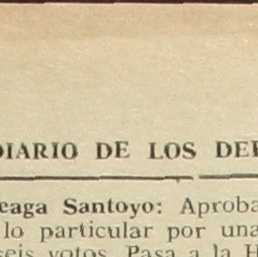 DIARIO DE LOS DE
eaga Santoyo: Aproba
lo particular por una
seis votos. Pasa a la H